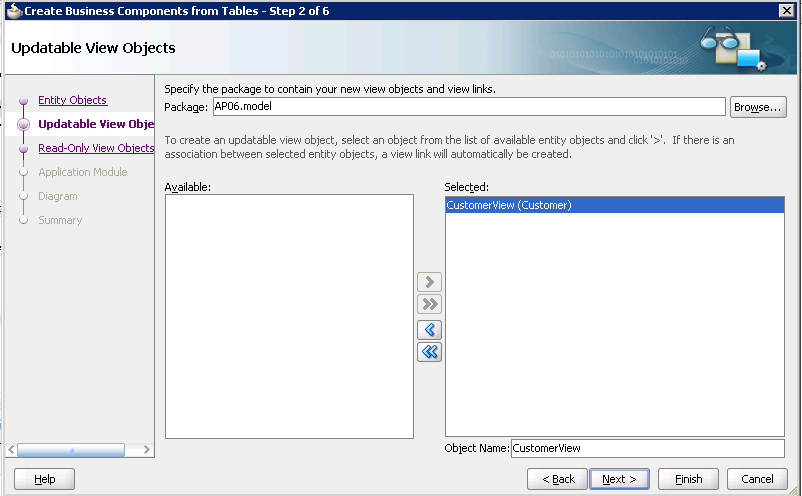 Create Business Components from Tables - Step 2 of 6
Updatable View Objects
Entity Objects
Updatable View Obje
Read-Only View Objects
Application Module
Diagram
Summary
Specify the package to contain your new view objects and view links.
Package: AP06.model
Browse...
To create an updatable view object, select an object from the list of available entity objects and click '>'. If there is an
association between selected entity objects, a view link will automatically be created.
Available:
Selected:
CustomerView (Customer)
Object Name: CustomerView
Help
< Back
Next >
Finish
Cancel